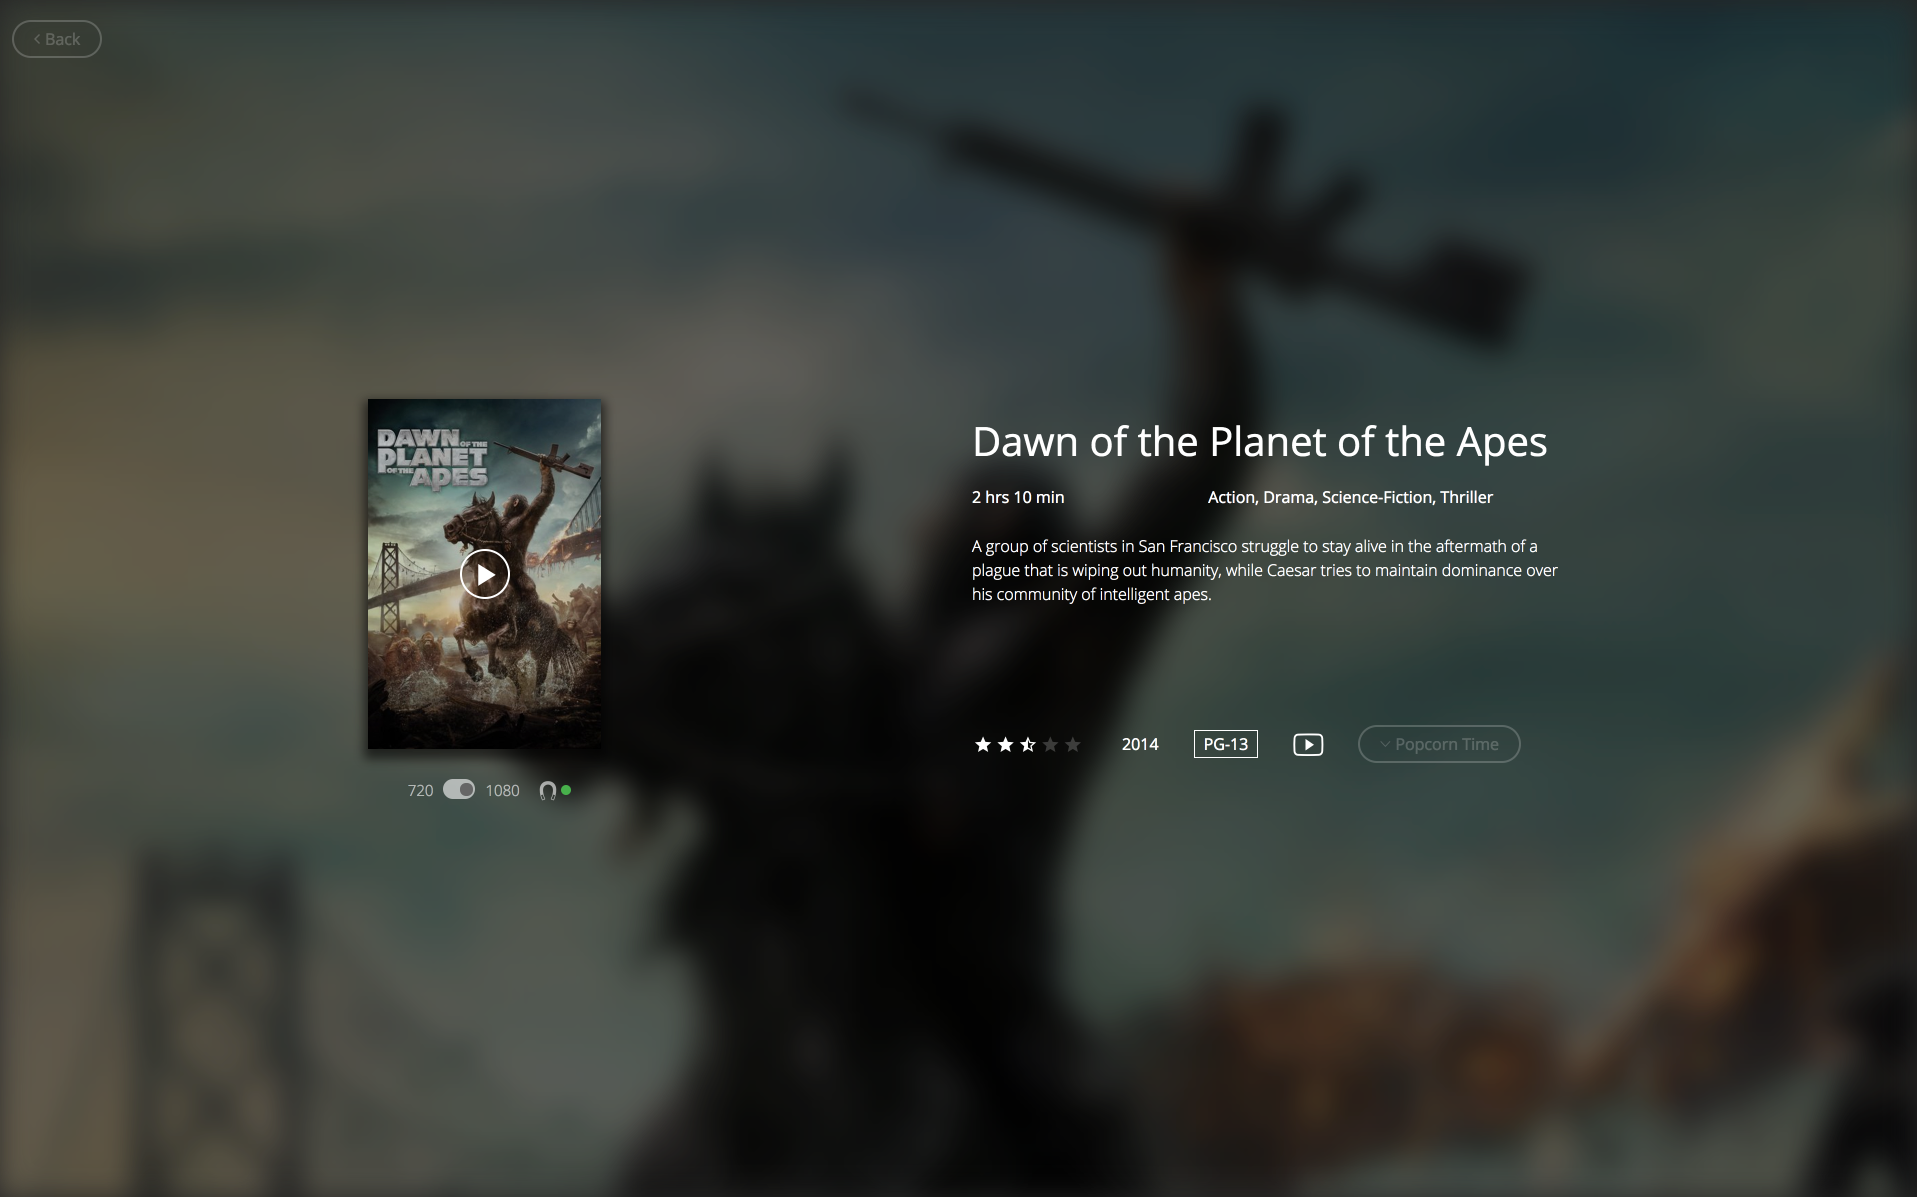 Back
DAWN OF THE
PLANET
OF THE APES
Dawn of the Planet of the Apes
2 hrs 10 min
Action, Drama, Science-Fiction, Thriller
A group of scientists in San Francisco struggle to stay alive in the aftermath of a
plague that is wiping out humanity, while Caesar tries to maintain dominance over
his community of intelligent apes.
2014
PG-13
Popcorn Time
720
1080